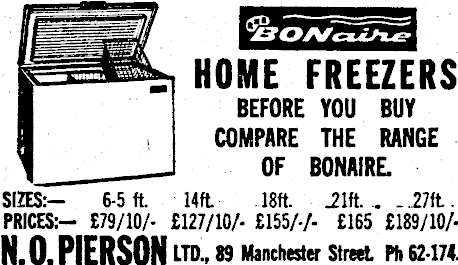 BONaire
HOME FREEZERS
BEFORE YOU BUY
COMPARE THE RANGE
OF BONAIRE.
SIZES:— 6-5 ft. 14ft. 18ft. 21ft. 27ft.
PRICES:— £79/10/- £127/10/- £155/-/- £165 £189/10/-
N.O. PIERSON LTD., 89 Manchester Street. Ph 62-174.